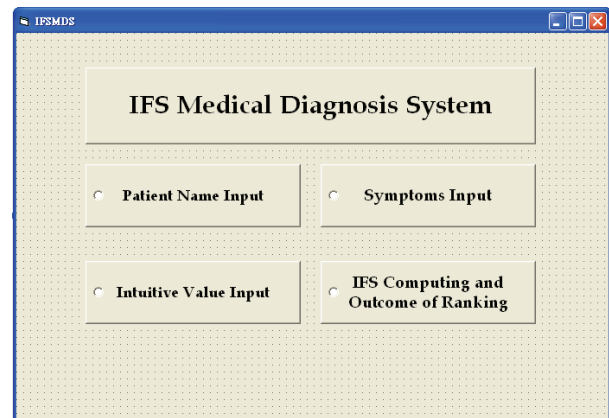 IFSMDS
IFS Medical Diagnosis System
Patient Name Input
Symptoms Input
Intuitive Value Input
IFS Computing and
Outcome of Ranking